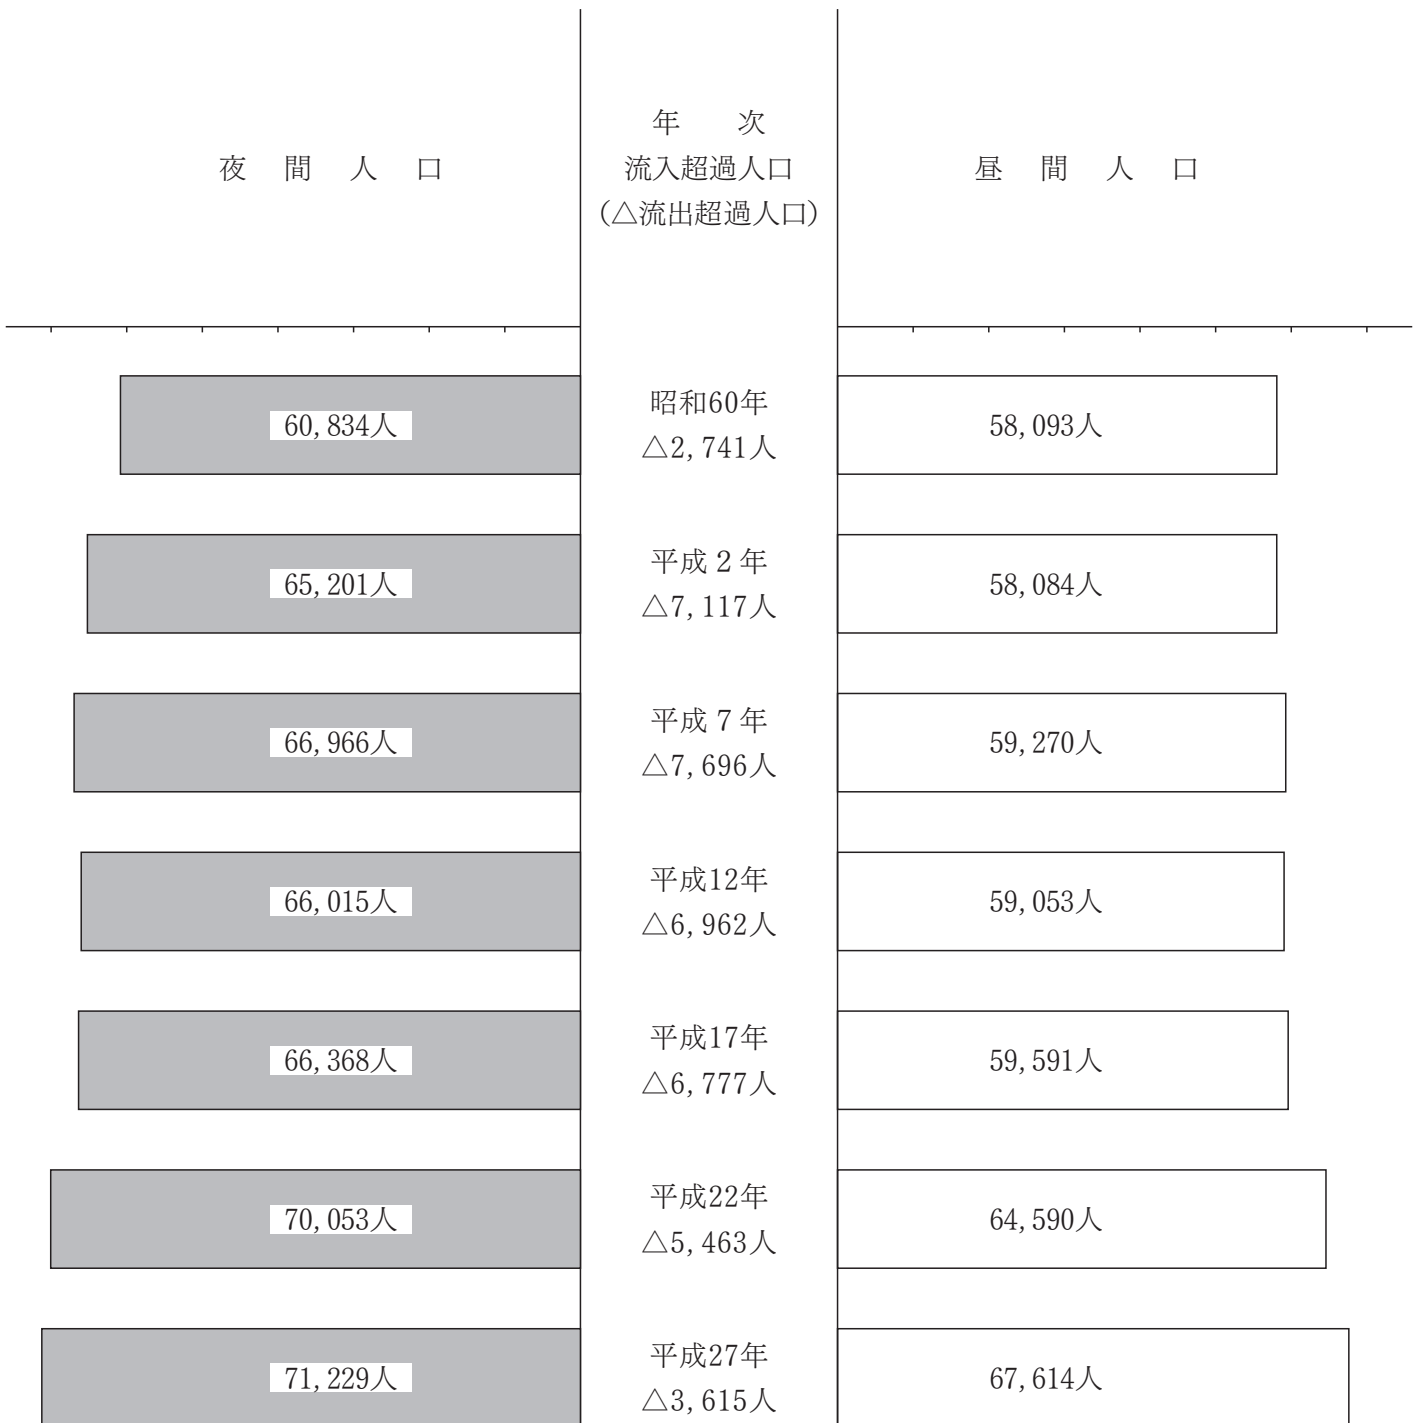 年　次
夜間人口
流入超過人口
昼間人口
(△流出超過人口)
昭和60年
60,834人
58,093人
△2,741人
平成2年
65,201人
58,084人
△7,117人
平成7年
66,966人
59,270人
△7,696人
平成12年
66,015人
59,053人
△6,962人
平成17年
66,368人
59,591人
△6,777人
平成22年
70,053人
64,590人
△5,463人
平成27年
71,229人
67,614人
△3,615人